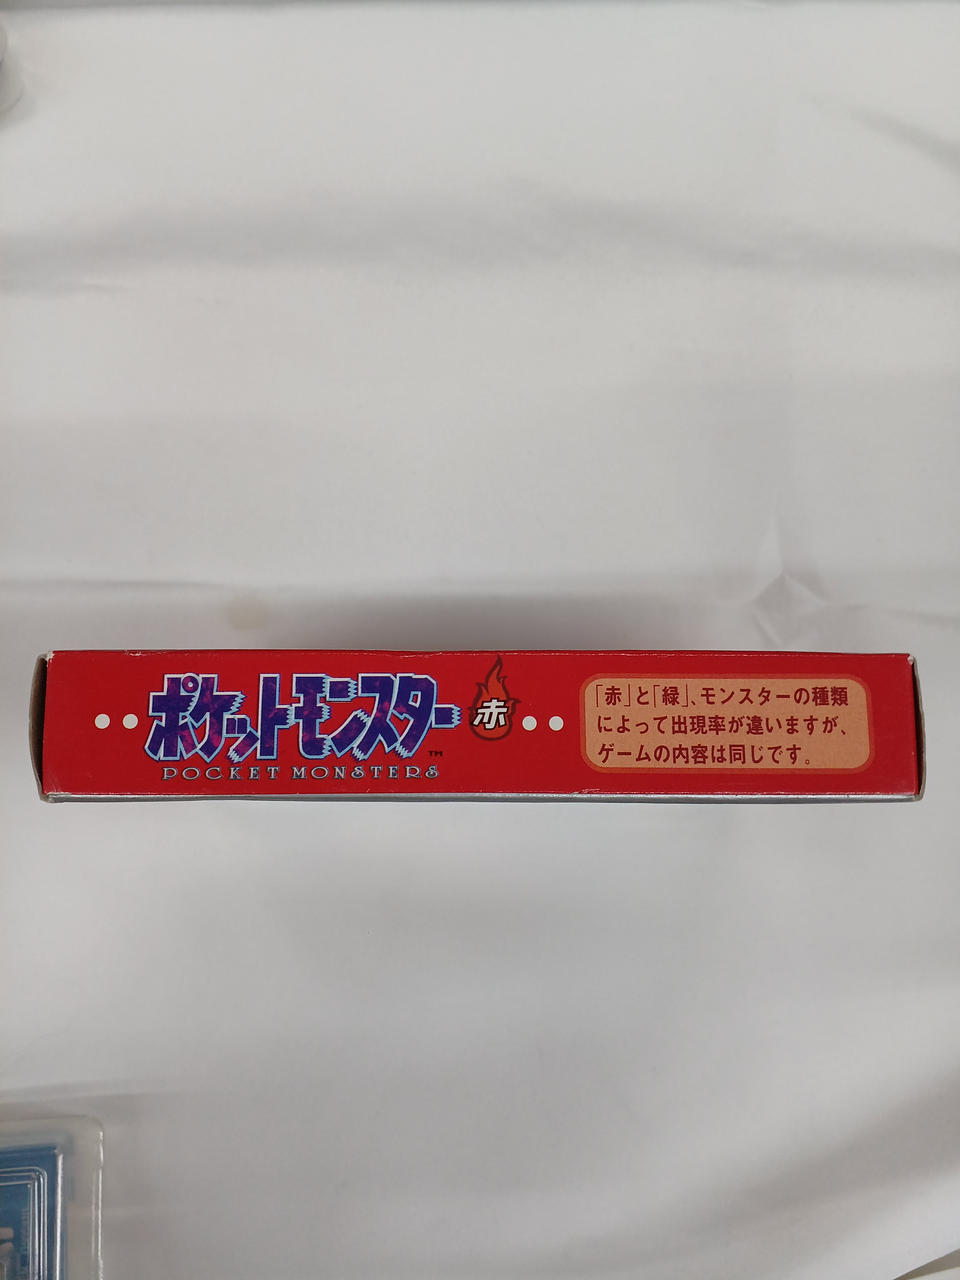 ポケットモンスター 赤
TM
POCKET MONSTERS
「赤」と「緑」、モンスターの種類
によって出現率が違いますが、
ゲームの内容は同じです。